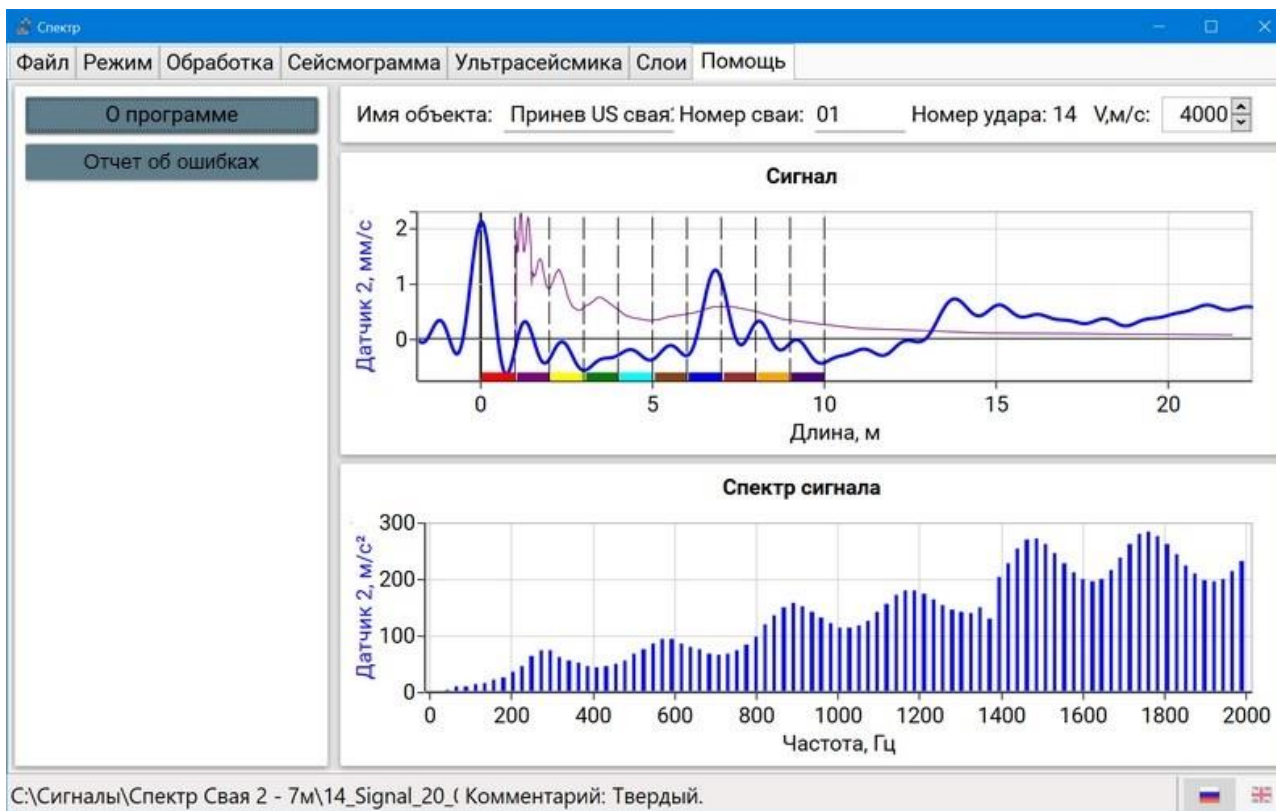 Спектр
Файл Режим Обработка Сейсмограмма Ультрасейсмика Слои Помощь
О программе
Отчет об ошибках
Имя объекта: Принев US свая: Номер сваи: 01 Номер удара: 14 V,м/с: 4000
Сигнал
Датчик 2, мм/с
2
1
0
0 5 10 15 20
Длина, м
Спектр сигнала
Датчик 2, м/с²
300
200
100
0
0 200 400 600 800 1000 1200 1400 1600 1800 2000
Частота, Гц
C:\Сигналы\Спектр Свая 2 - 7м\14_Signal_20_( Комментарий: Твердый.